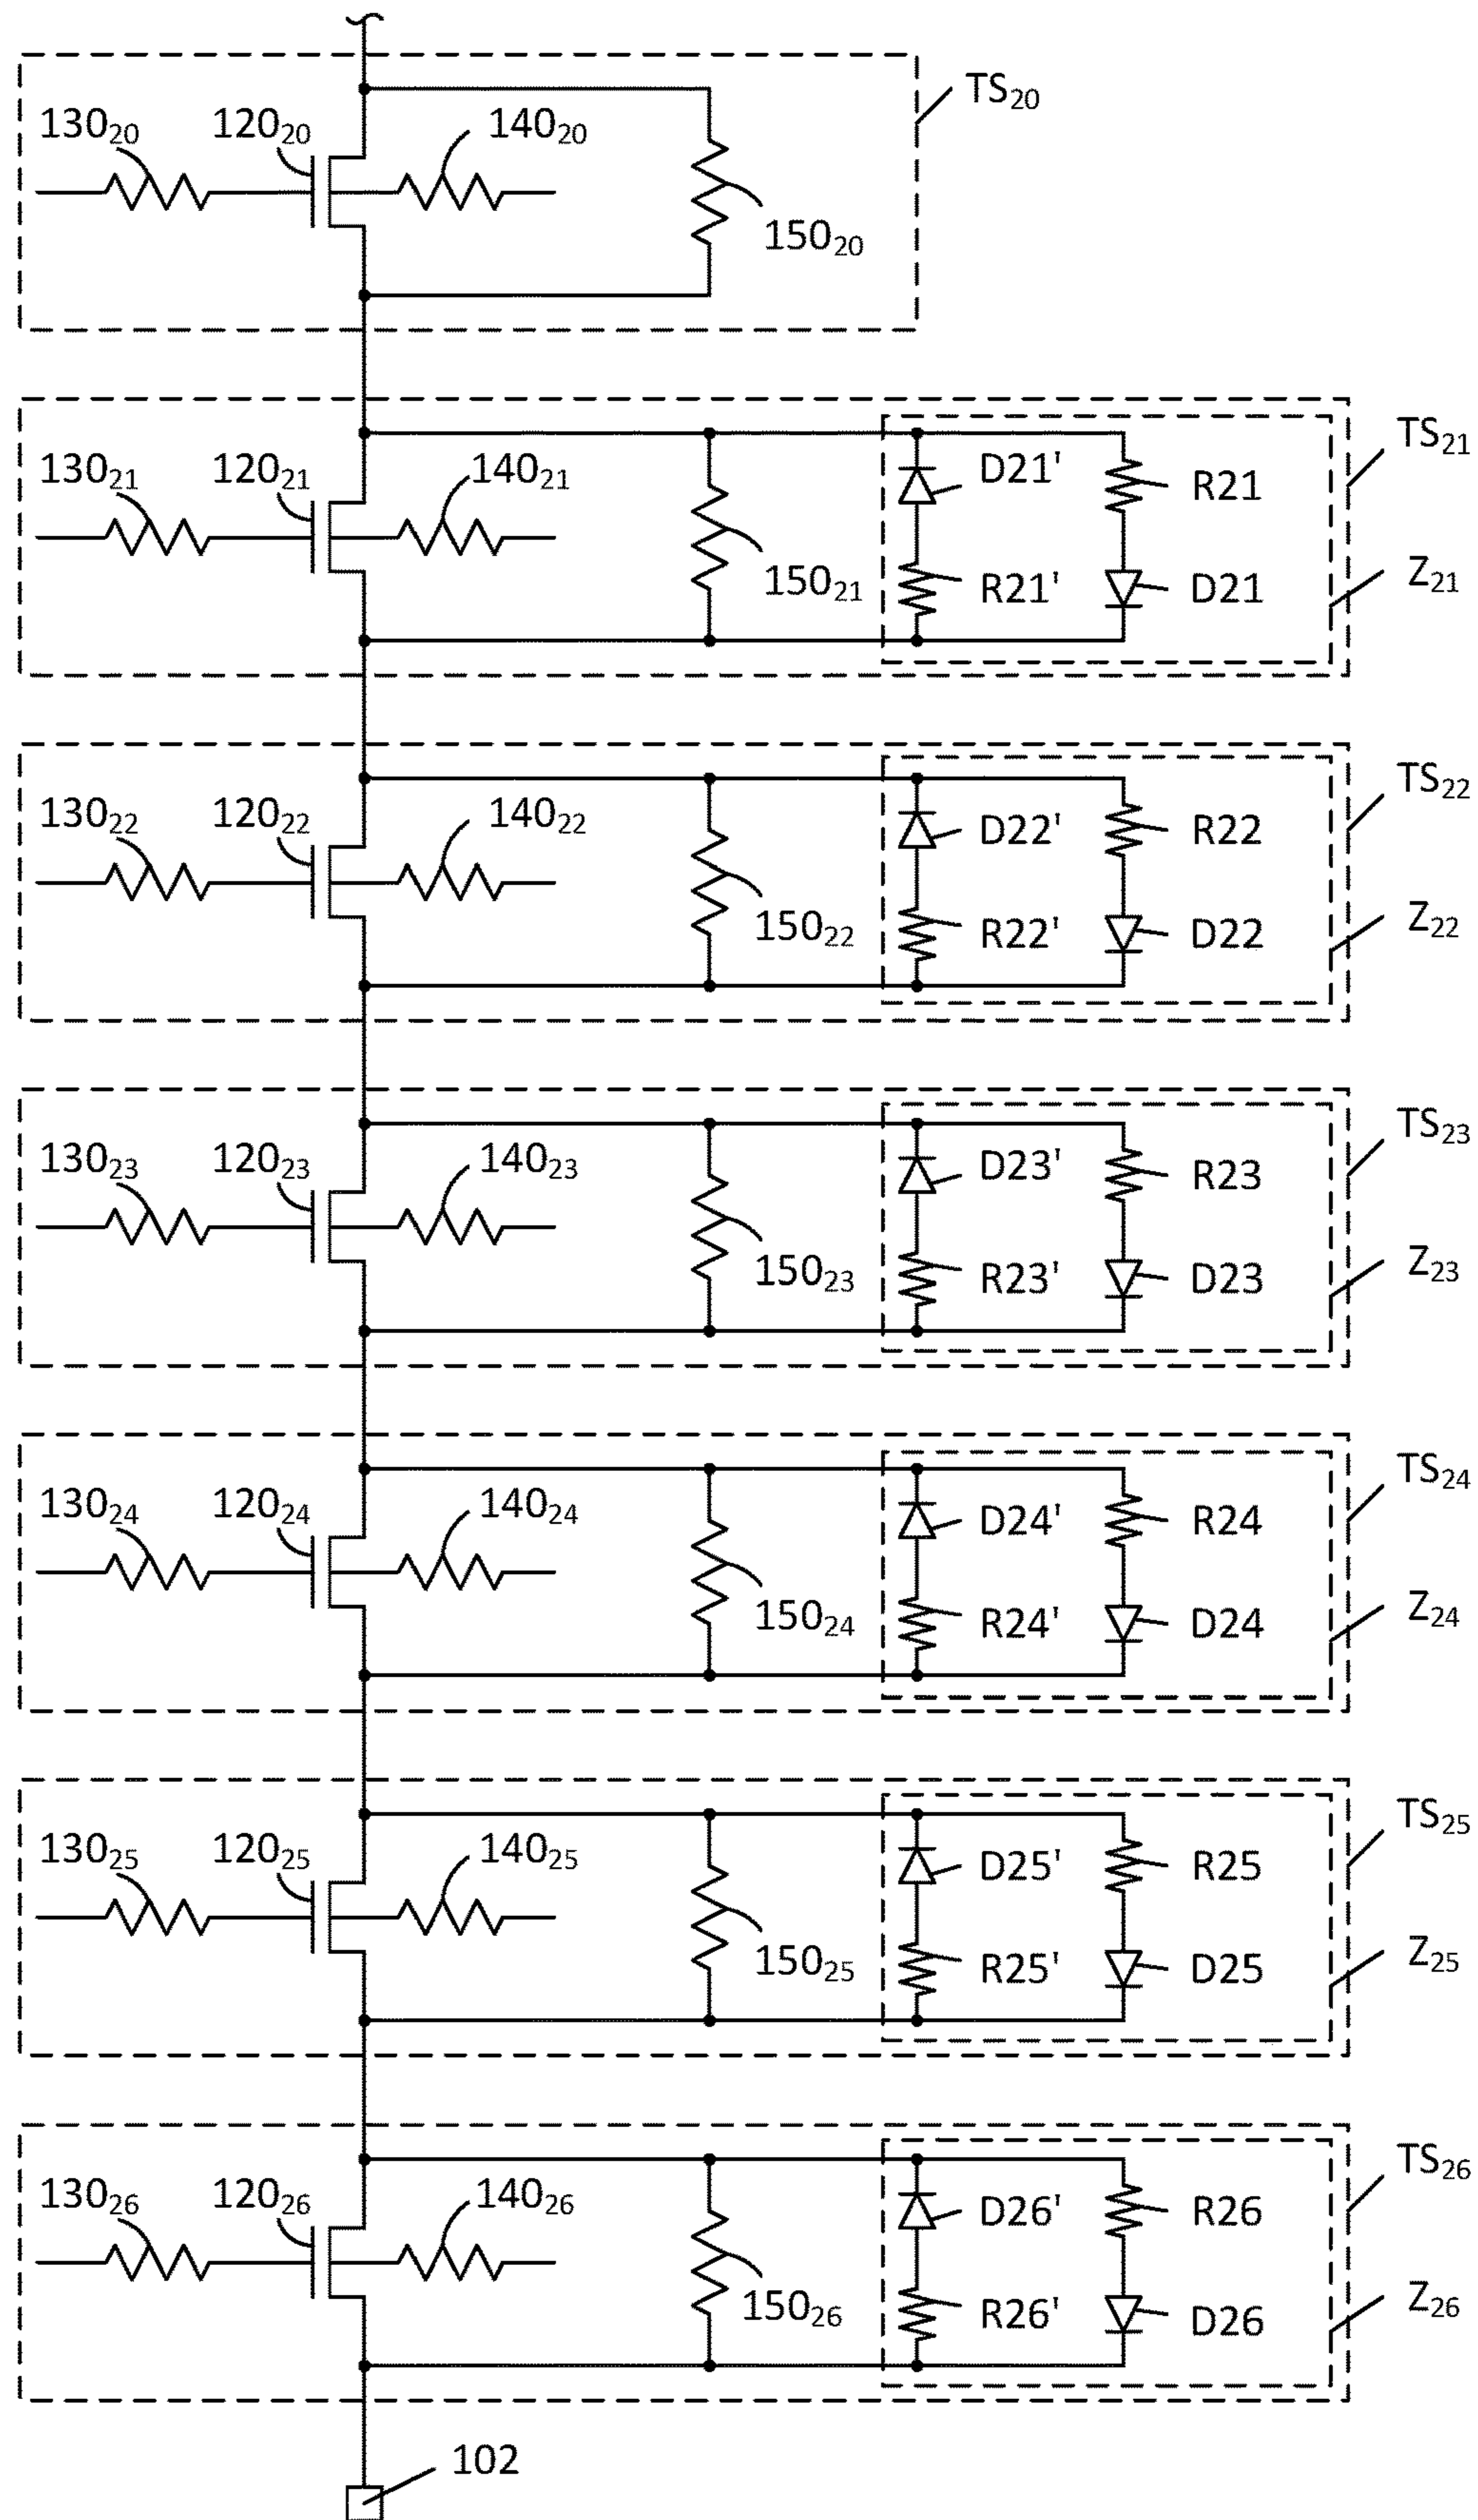 TS20
13020 12020 14020
15020
TS21
13021 12021 14021 D21' R21
15021 R21' D21 Z21
TS22
13022 12022 14022 D22' R22
15022 R22' D22 Z22
TS23
13023 12023 14023 D23' R23
15023 R23' D23 Z23
TS24
13024 12024 14024 D24' R24
15024 R24' D24 Z24
TS25
13025 12025 14025 D25' R25
15025 R25' D25 Z25
TS26
13026 12026 14026 D26' R26
15026 R26' D26 Z26
102